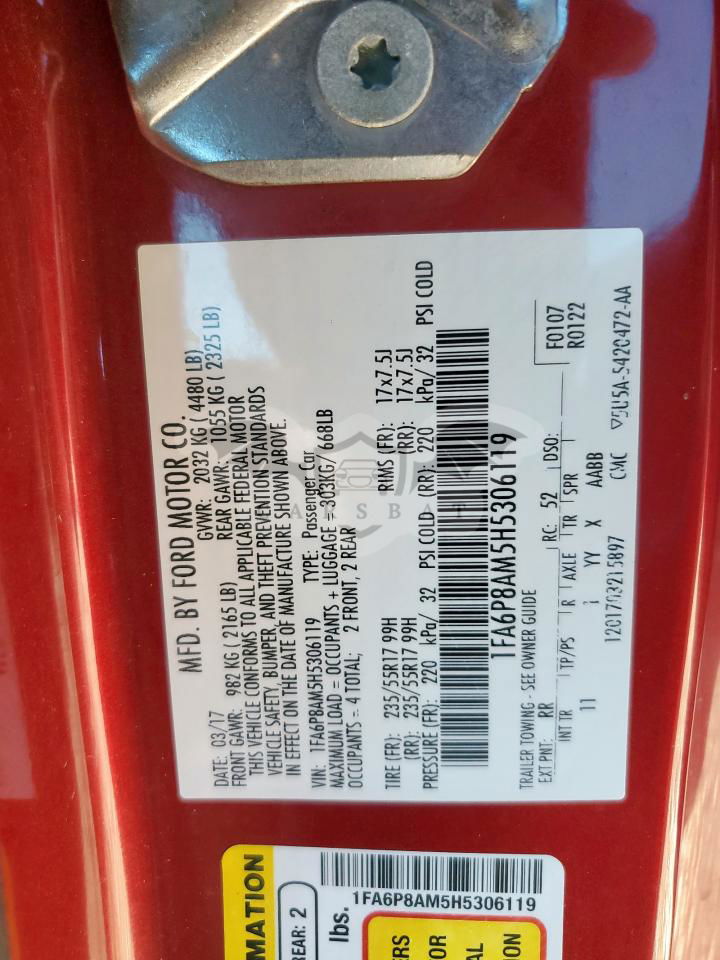 MFD. BY FORD MOTOR CO.
DATE: 03/17 GVWR: 2032 KG ( 4480 LB)
FRONT GAWR: 982 KG ( 2165 LB) REAR GAWR: 1055 KG ( 2325 LB)
THIS VEHICLE CONFORMS TO ALL APPLICABLE FEDERAL MOTOR
VEHICLE SAFETY, BUMPER, AND THEFT PREVENTION STANDARDS
IN EFFECT ON THE DATE OF MANUFACTURE SHOWN ABOVE.
VIN: 1FA6P8AM5H5306119 TYPE: Passenger Car
MAXIMUM LOAD = OCCUPANTS + LUGGAGE = 303KG/ 668LB
OCCUPANTS = 4 TOTAL; 2 FRONT, 2 REAR
TIRE (FR): 235/55R17 99H RIMS (FR): 17x7.5J
(RR): 235/55R17 99H (RR): 17x7.5J
PRESSURE (FR): 220 kPa/ 32 PSI COLD (RR): 220 kPa/ 32 PSI COLD
1FA6P8AM5H5306119
TRAILER TOWING - SEE OWNER GUIDE
EXT PNT: RR RC: 52 DSO: F0107
R0122
INT TR TP/PS R AXLE TR SPR
11 i YY X AABB
1201703215897 CMC
1FA6P8AM5H5306119
REAR: 2
lbs.